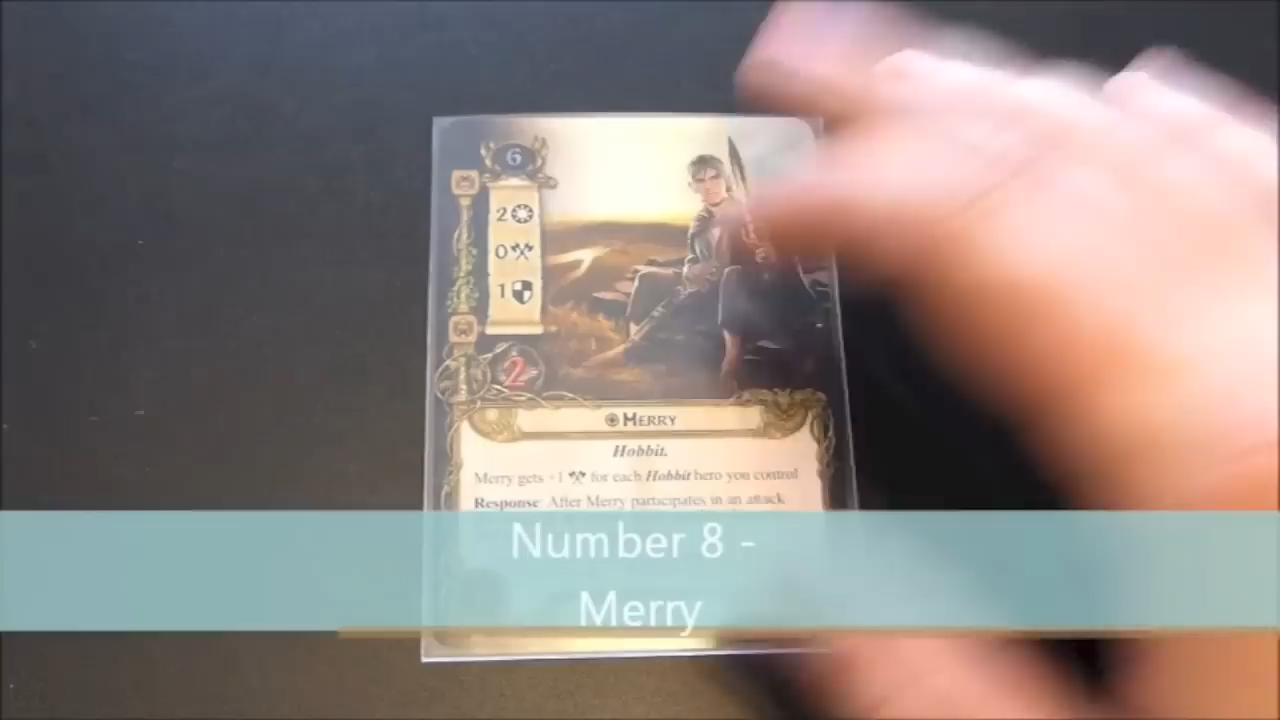 6
2
0
1
2
MERRY
Hobbit.
Merry gets +1 for each Hobbit hero you control
Response: After Merry participates in an attack
Number 8 -
Merry